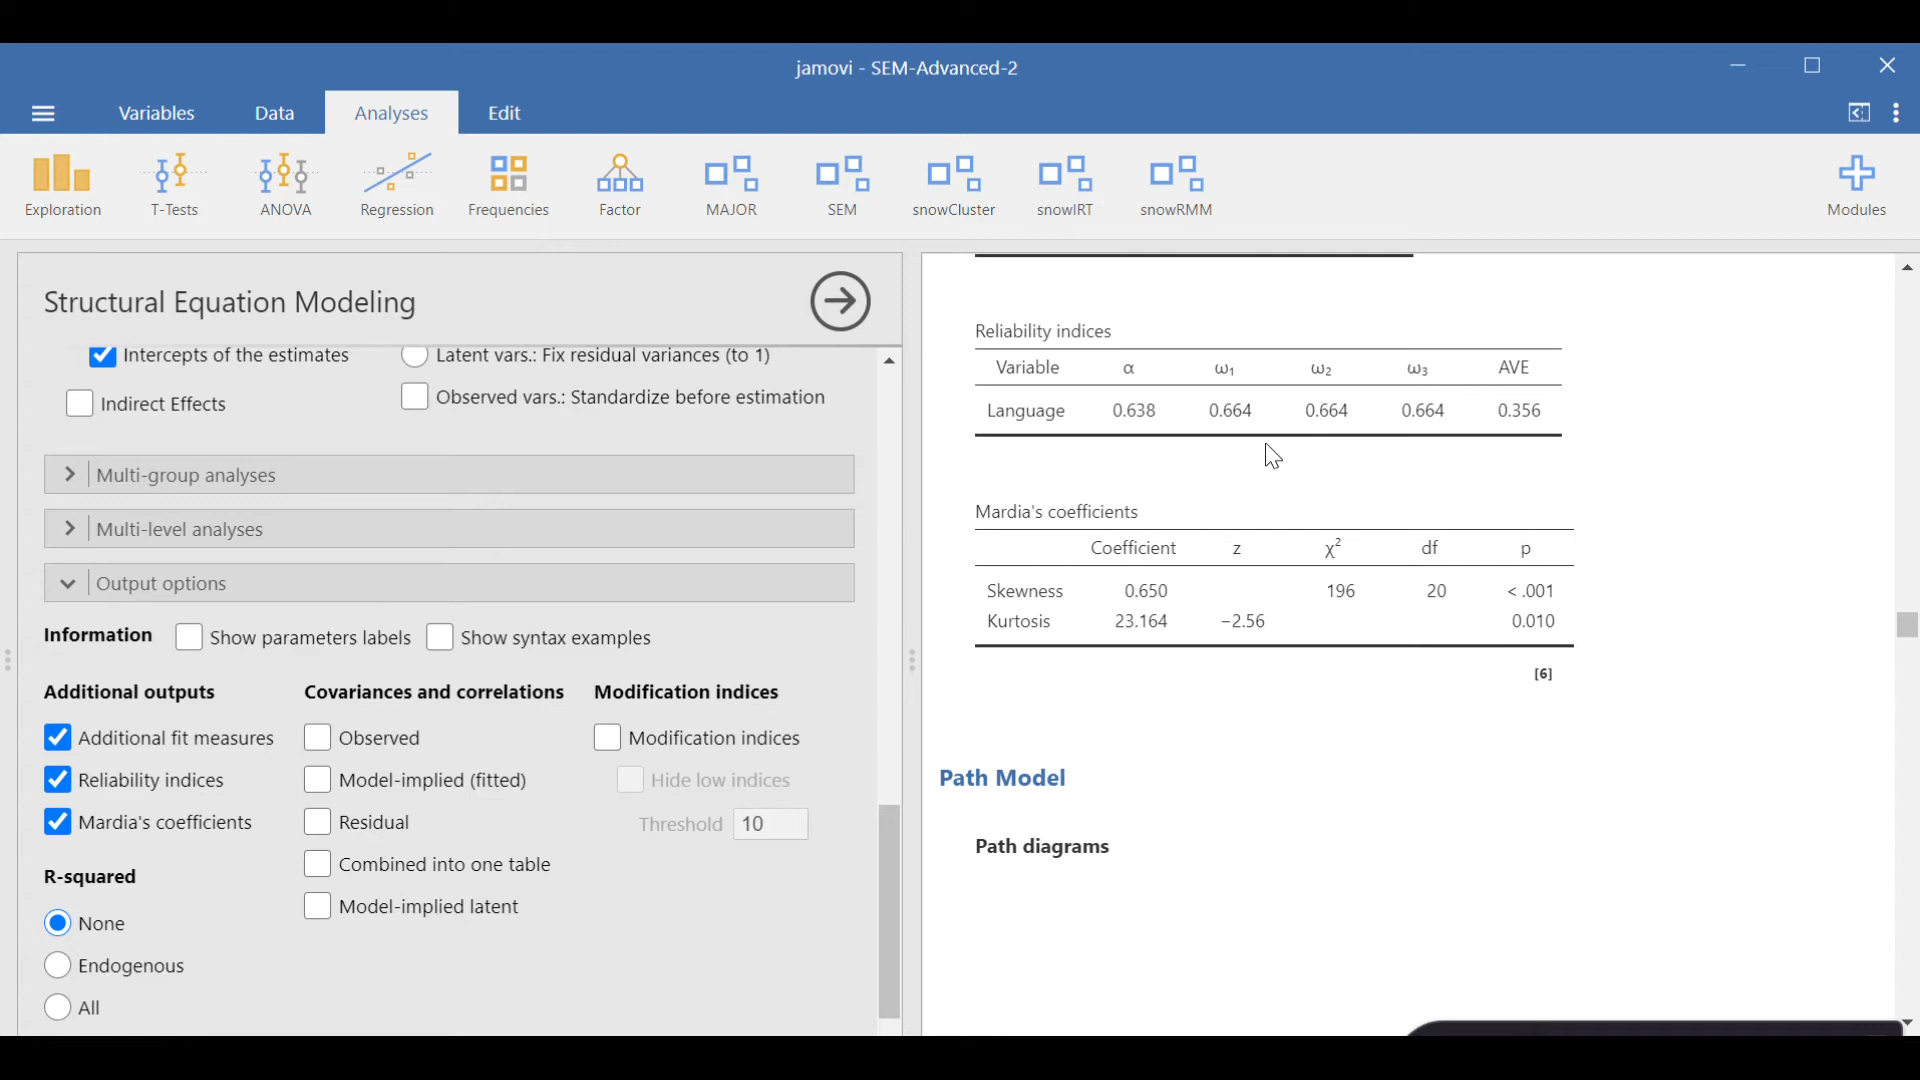 jamovi - SEM-Advanced-2
Variables Data Analyses Edit
Exploration T-Tests ANOVA Regression Frequencies Factor MAJOR SEM snowCluster snowIRT snowRMM Modules
Structural Equation Modeling
Intercepts of the estimates Latent vars.: Fix residual variances (to 1)
Indirect Effects Observed vars.: Standardize before estimation
Multi-group analyses
Multi-level analyses
Output options
Information Show parameters labels Show syntax examples
Additional outputs Covariances and correlations Modification indices
Additional fit measures Observed Modification indices
Reliability indices Model-implied (fitted) Hide low indices
Mardia's coefficients Residual Threshold 10
Combined into one table
R-squared
Model-implied latent
None
Endogenous
All
Reliability indices
Variable α ω₁ ω₂ ω₃ AVE
Language 0.638 0.664 0.664 0.664 0.356
Mardia's coefficients
Coefficient z χ² df p
Skewness 0.650 196 20 < .001
Kurtosis 23.164 −2.56 0.010
[6]
Path Model
Path diagrams